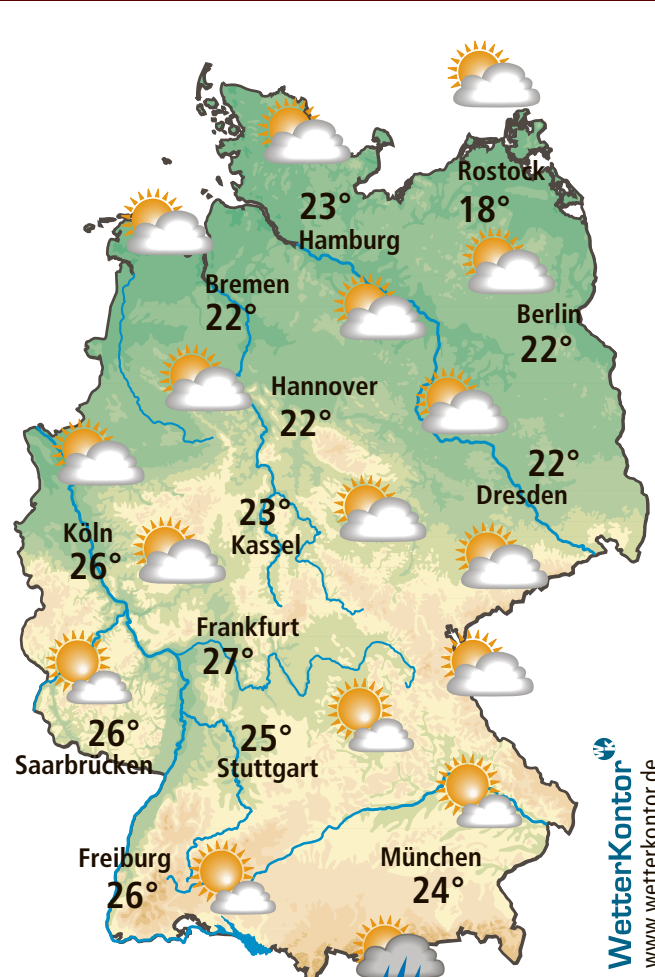 Rostock
18°
23°
Hamburg
Bremen
22°
Berlin
22°
Hannover
22°
22°
Dresden
23°
Kassel
Köln
26°
Frankfurt
27°
26°
Saarbrücken
25°
Stuttgart
Freiburg
26°
München
24°
WK
WetterKontor
www.wetterkontor.de